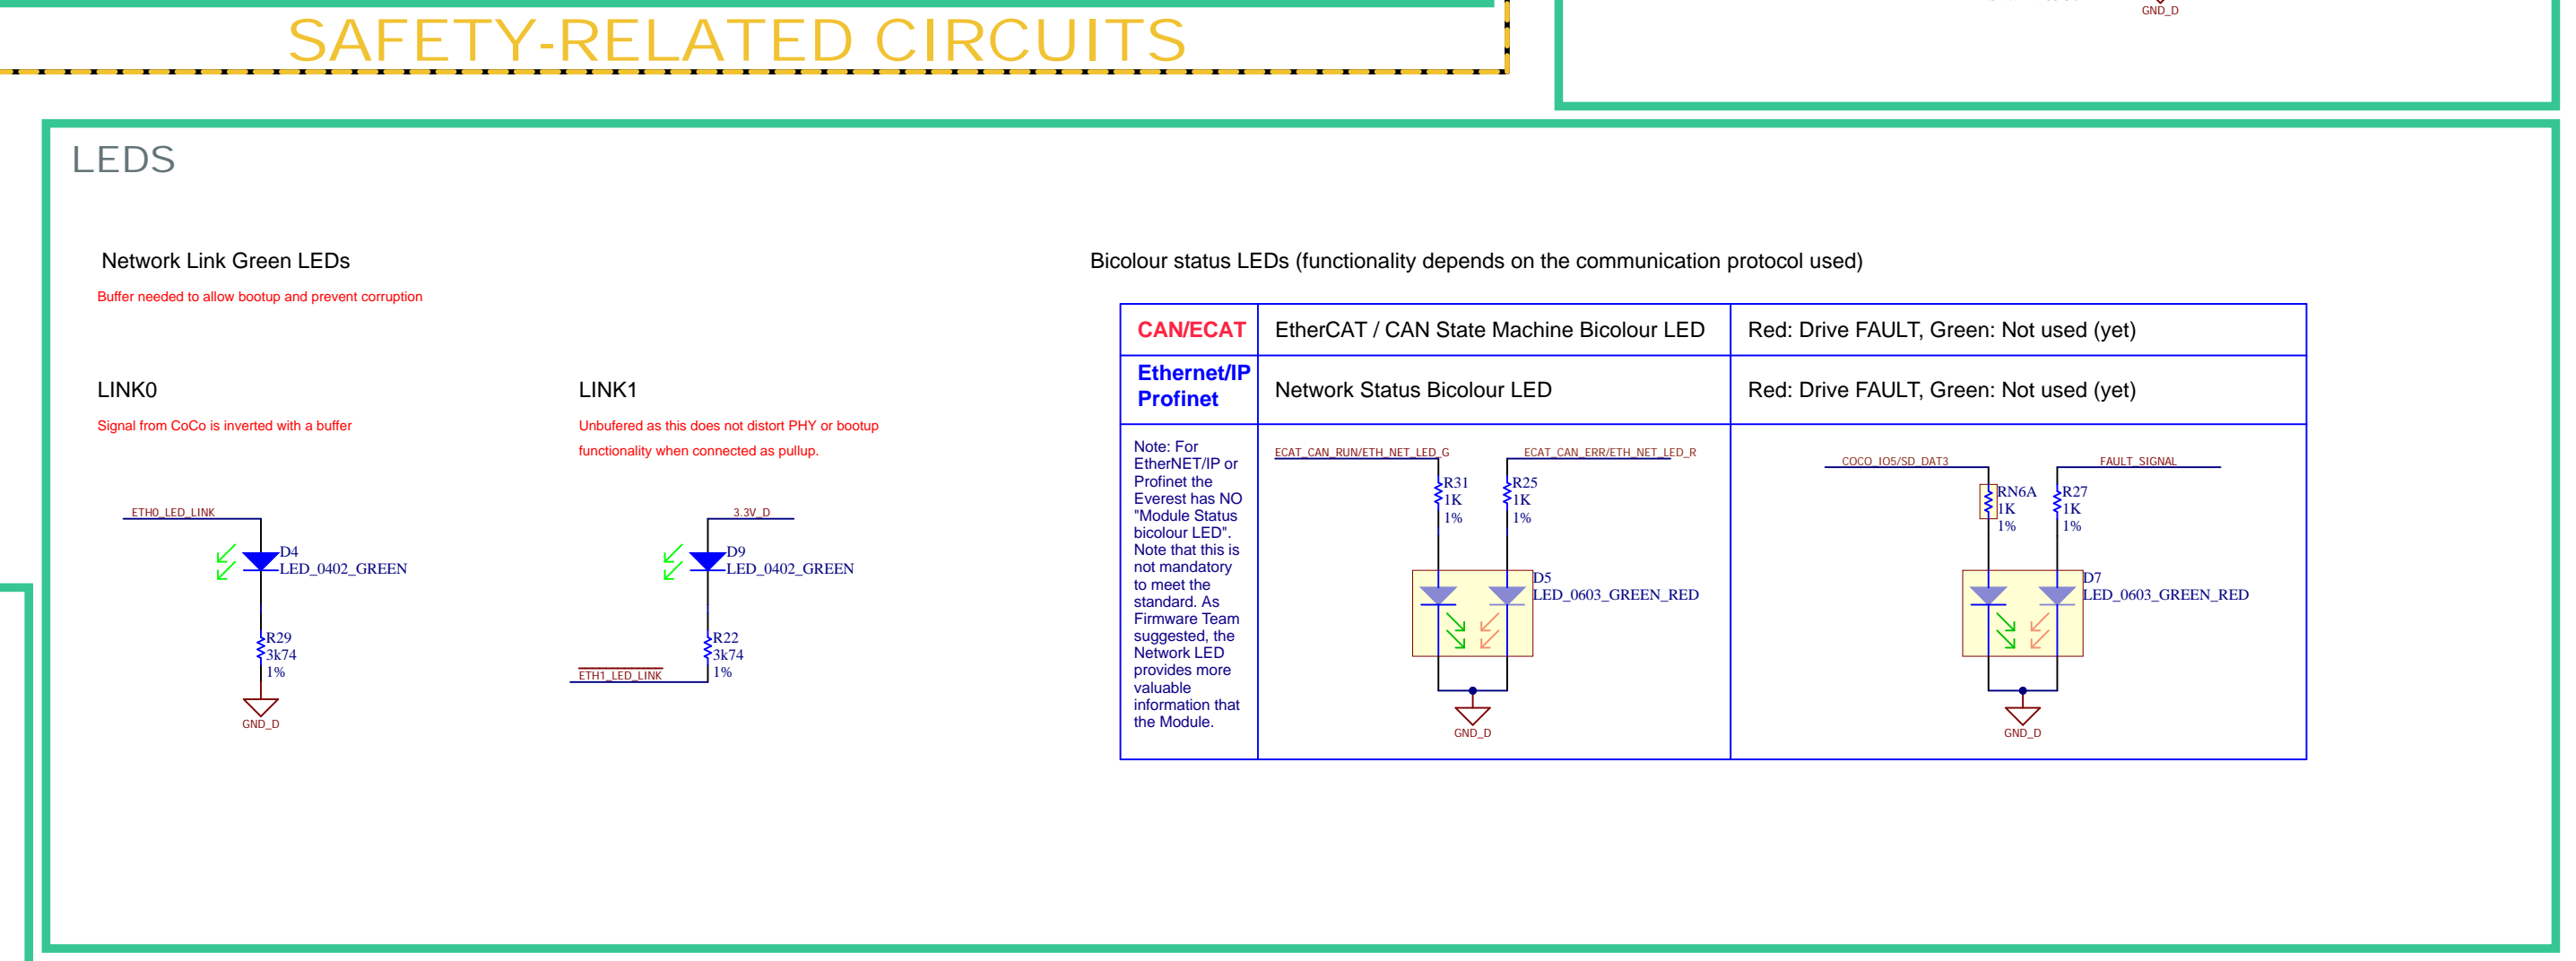 GND_D
SAFETY-RELATED CIRCUITS
LEDS
Network Link Green LEDs
Buffer needed to allow bootup and prevent corruption
LINK0
Signal from CoCo is inverted with a buffer
ETH0_LED_LINK
D4
LED_0402_GREEN
R29
3k74
1%
GND_D
LINK1
Unbufered as this does not distort PHY or bootup
functionality when connected as pullup.
3.3V_D
D9
LED_0402_GREEN
R22
3k74
1%
ETH1_LED_LINK
Bicolour status LEDs (functionality depends on the communication protocol used)
CAN/ECAT
EtherCAT / CAN State Machine Bicolour LED
Red: Drive FAULT, Green: Not used (yet)
Ethernet/IP
Profinet
Network Status Bicolour LED
Red: Drive FAULT, Green: Not used (yet)
Note: For
EtherNET/IP or
Profinet the
Everest has NO
"Module Status
bicolour LED".
Note that this is
not mandatory
to meet the
standard. As
Firmware Team
suggested, the
Network LED
provides more
valuable
information that
the Module.
ECAT_CAN_RUN/ETH_NET_LED_G
ECAT_CAN_ERR/ETH_NET_LED_R
R31
1K
1%
R25
1K
1%
D5
LED_0603_GREEN_RED
GND_D
COCO_IO5/SD_DAT3
FAULT_SIGNAL
RN6A
1K
1%
R27
1K
1%
D7
LED_0603_GREEN_RED
GND_D